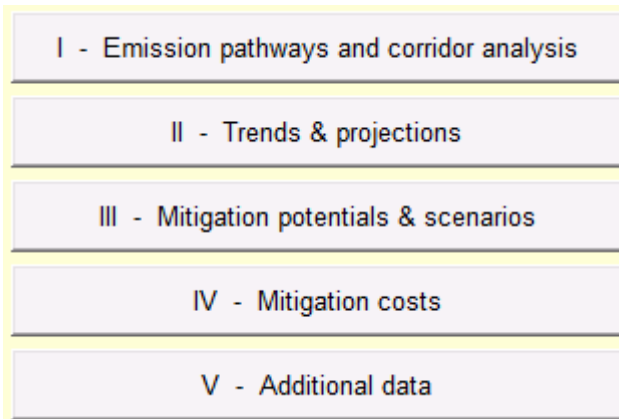 I - Emission pathways and corridor analysis
II - Trends & projections
III - Mitigation potentials & scenarios
IV - Mitigation costs
V - Additional data